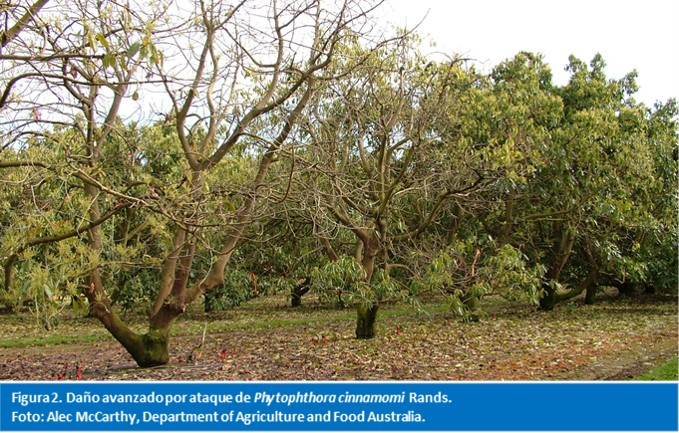 Figura 2. Daño avanzado por ataque de Phytophthora cinnamomi Rands.
Foto: Alec McCarthy, Department of Agriculture and Food Australia.